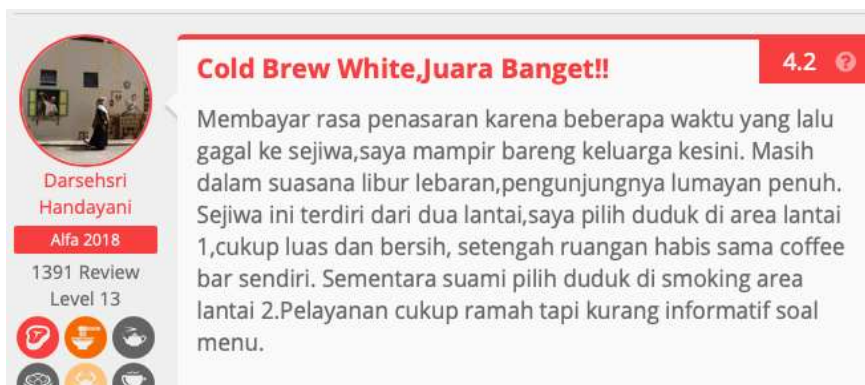 Cold Brew White,Juara Banget!!
4.2
Membayar rasa penasaran karena beberapa waktu yang lalu
gagal ke sejiwa,saya mampir bareng keluarga kesini. Masih
dalam suasana libur lebaran,pengunjungnya lumayan penuh.
Sejiwa ini terdiri dari dua lantai,saya pilih duduk di area lantai
1,cukup luas dan bersih, setengah ruangan habis sama coffee
bar sendiri. Sementara suami pilih duduk di smoking area
lantai 2.Pelayanan cukup ramah tapi kurang informatif soal
menu.
Darsehsri
Handayani
Alfa 2018
1391 Review
Level 13